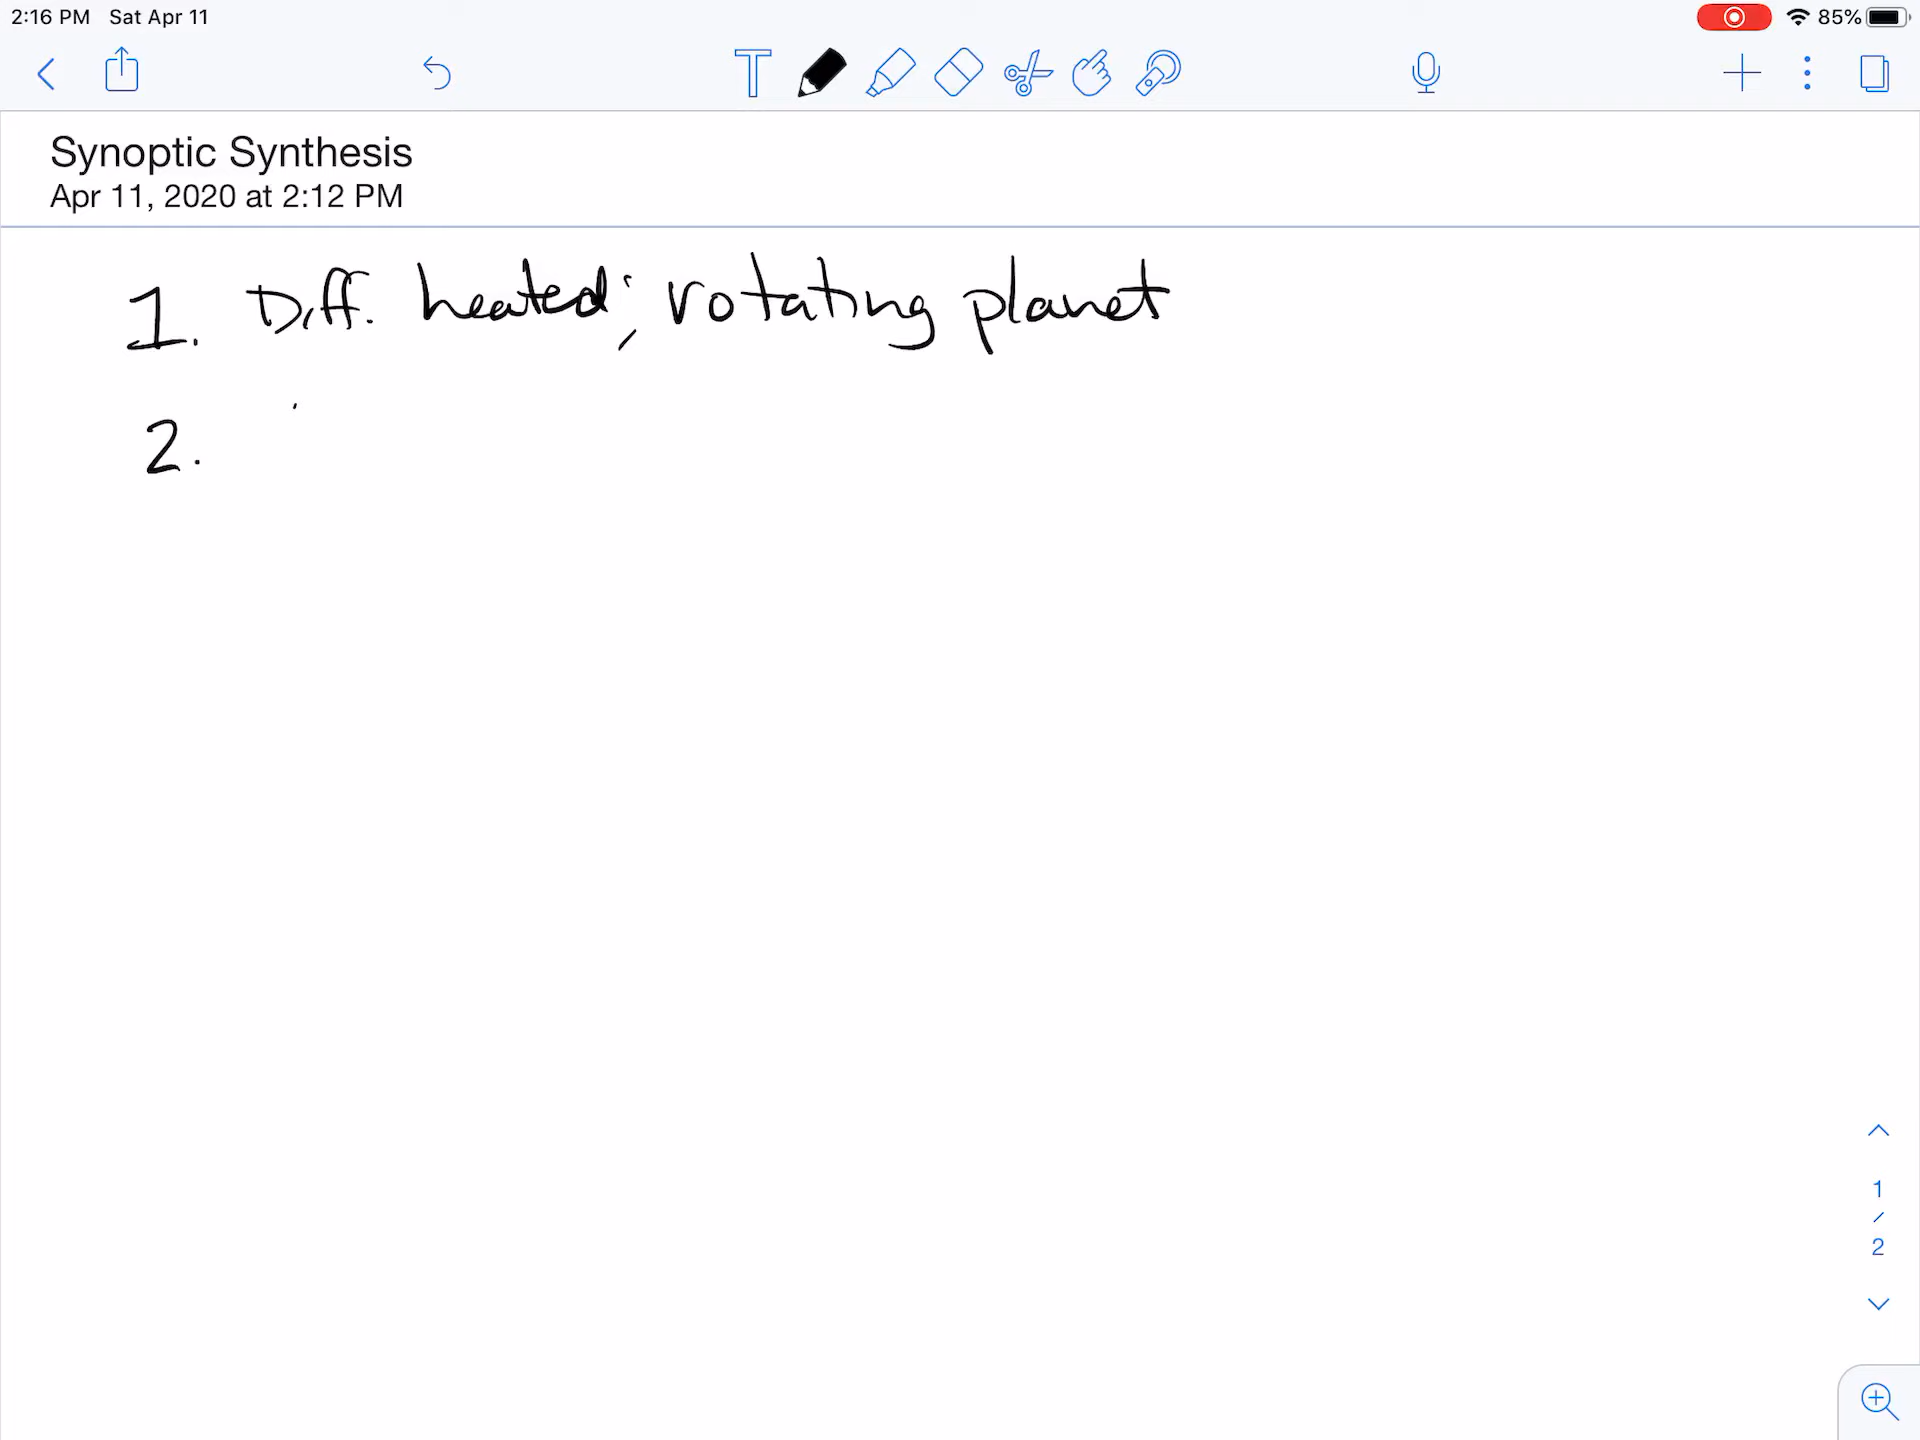 2:16 PM Sat Apr 11 85%
T
Synoptic Synthesis
Apr 11, 2020 at 2:12 PM
1. Diff. heated; rotating planet
2.
1
/
2